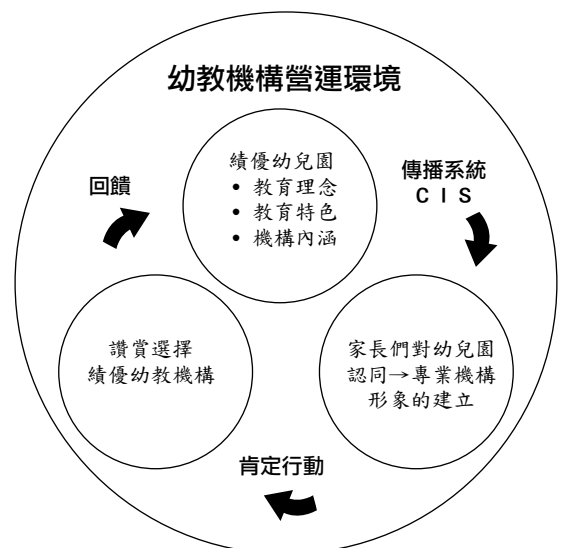 幼教機構營運環境
績優幼兒園
• 教育理念
• 教育特色
• 機構內涵
回饋
傳播系統
CIS
讚賞選擇
績優幼教機構
家長們對幼兒園
認同→專業機構
形象的建立
肯定行動